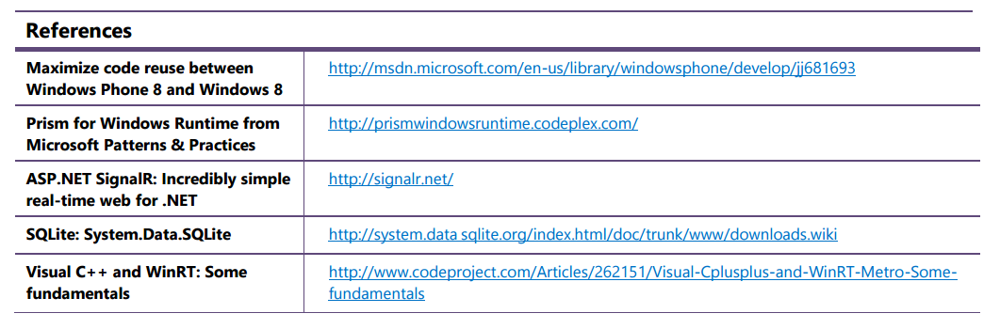 References
Maximize code reuse between
Windows Phone 8 and Windows 8
http://msdn.microsoft.com/en-us/library/windowsphone/develop/jj681693
Prism for Windows Runtime from
Microsoft Patterns & Practices
http://prismwindowsruntime.codeplex.com/
ASP.NET SignalR: Incredibly simple
real-time web for .NET
http://signalr.net/
SQLite: System.Data.SQLite
http://system.data sqlite.org/index.html/doc/trunk/www/downloads.wiki
Visual C++ and WinRT: Some
fundamentals
http://www.codeproject.com/Articles/262151/Visual-Cplusplus-and-WinRT-Metro-Some-
fundamentals